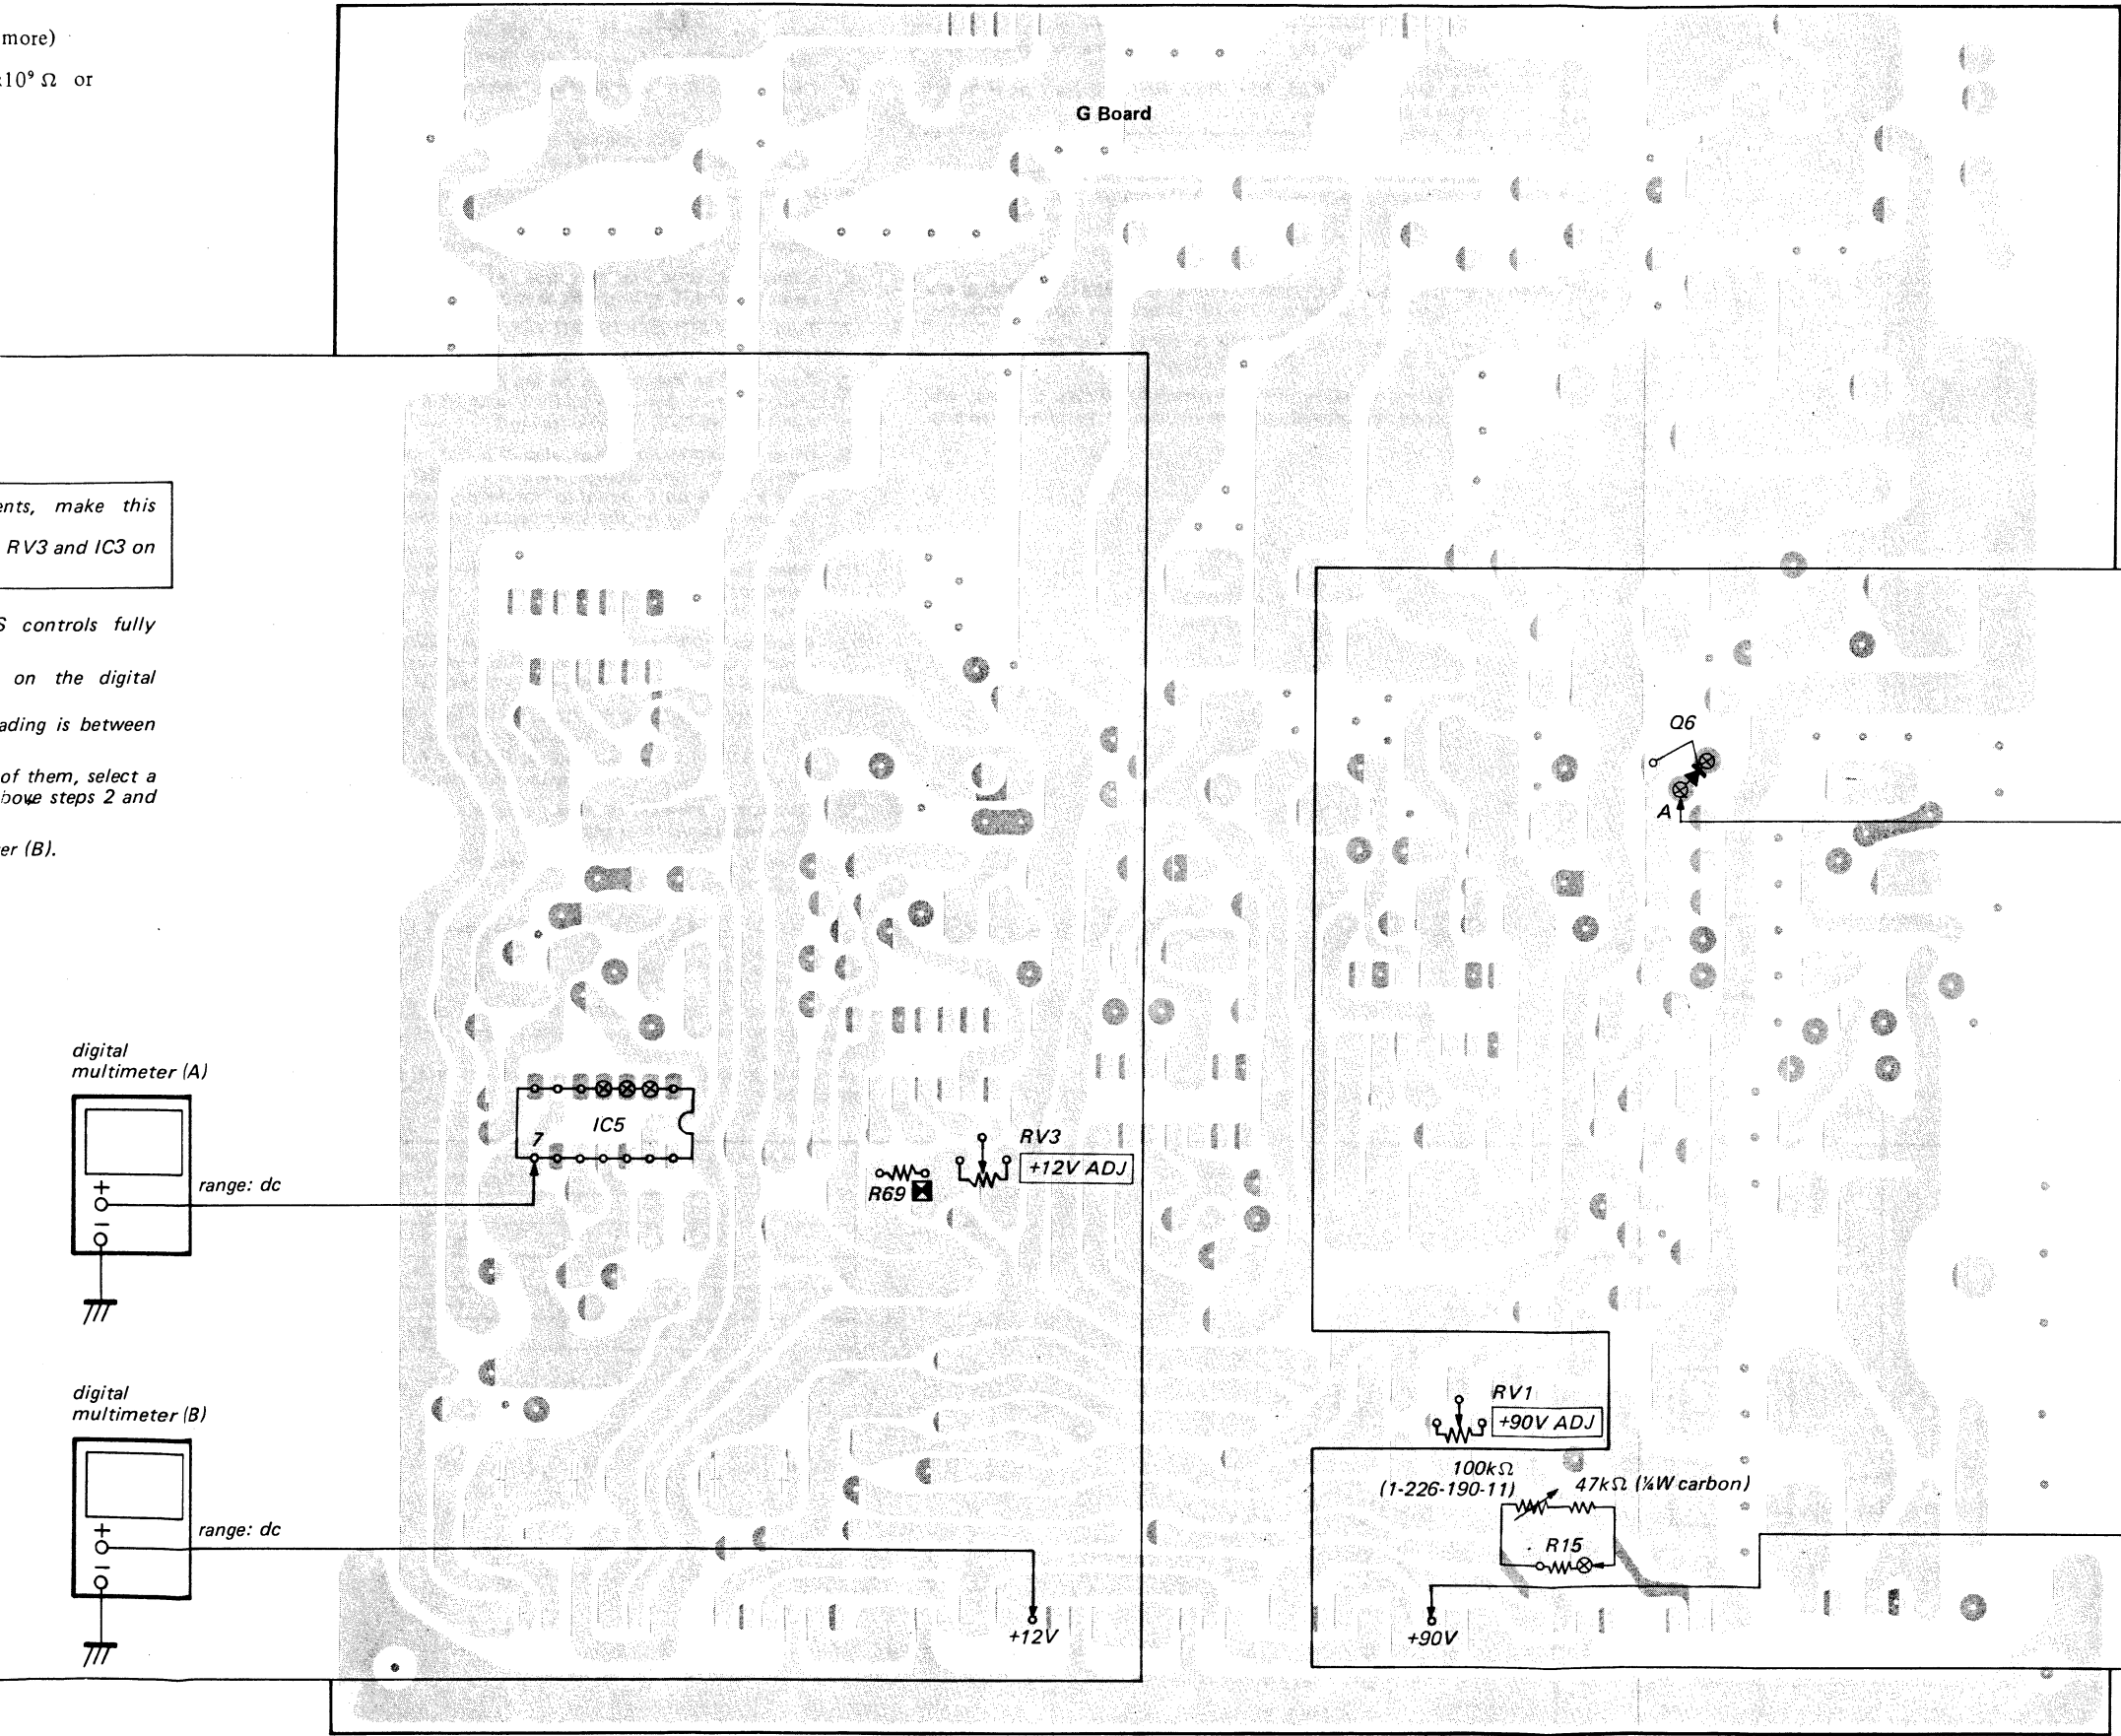 more)
x10⁹ Ω or
G Board
ents, make this
RV3 and IC3 on
S controls fully
on the digital
ading is between
of them, select a
bove steps 2 and
er (B).
Q6
A
digital
multimeter (A)
+
−
range: dc
IC5
7
RV3
+12V ADJ
R69
digital
multimeter (B)
+
−
range: dc
+12V
RV1
+90V ADJ
100kΩ
(1-226-190-11)
47kΩ (¼W carbon)
R15
+90V